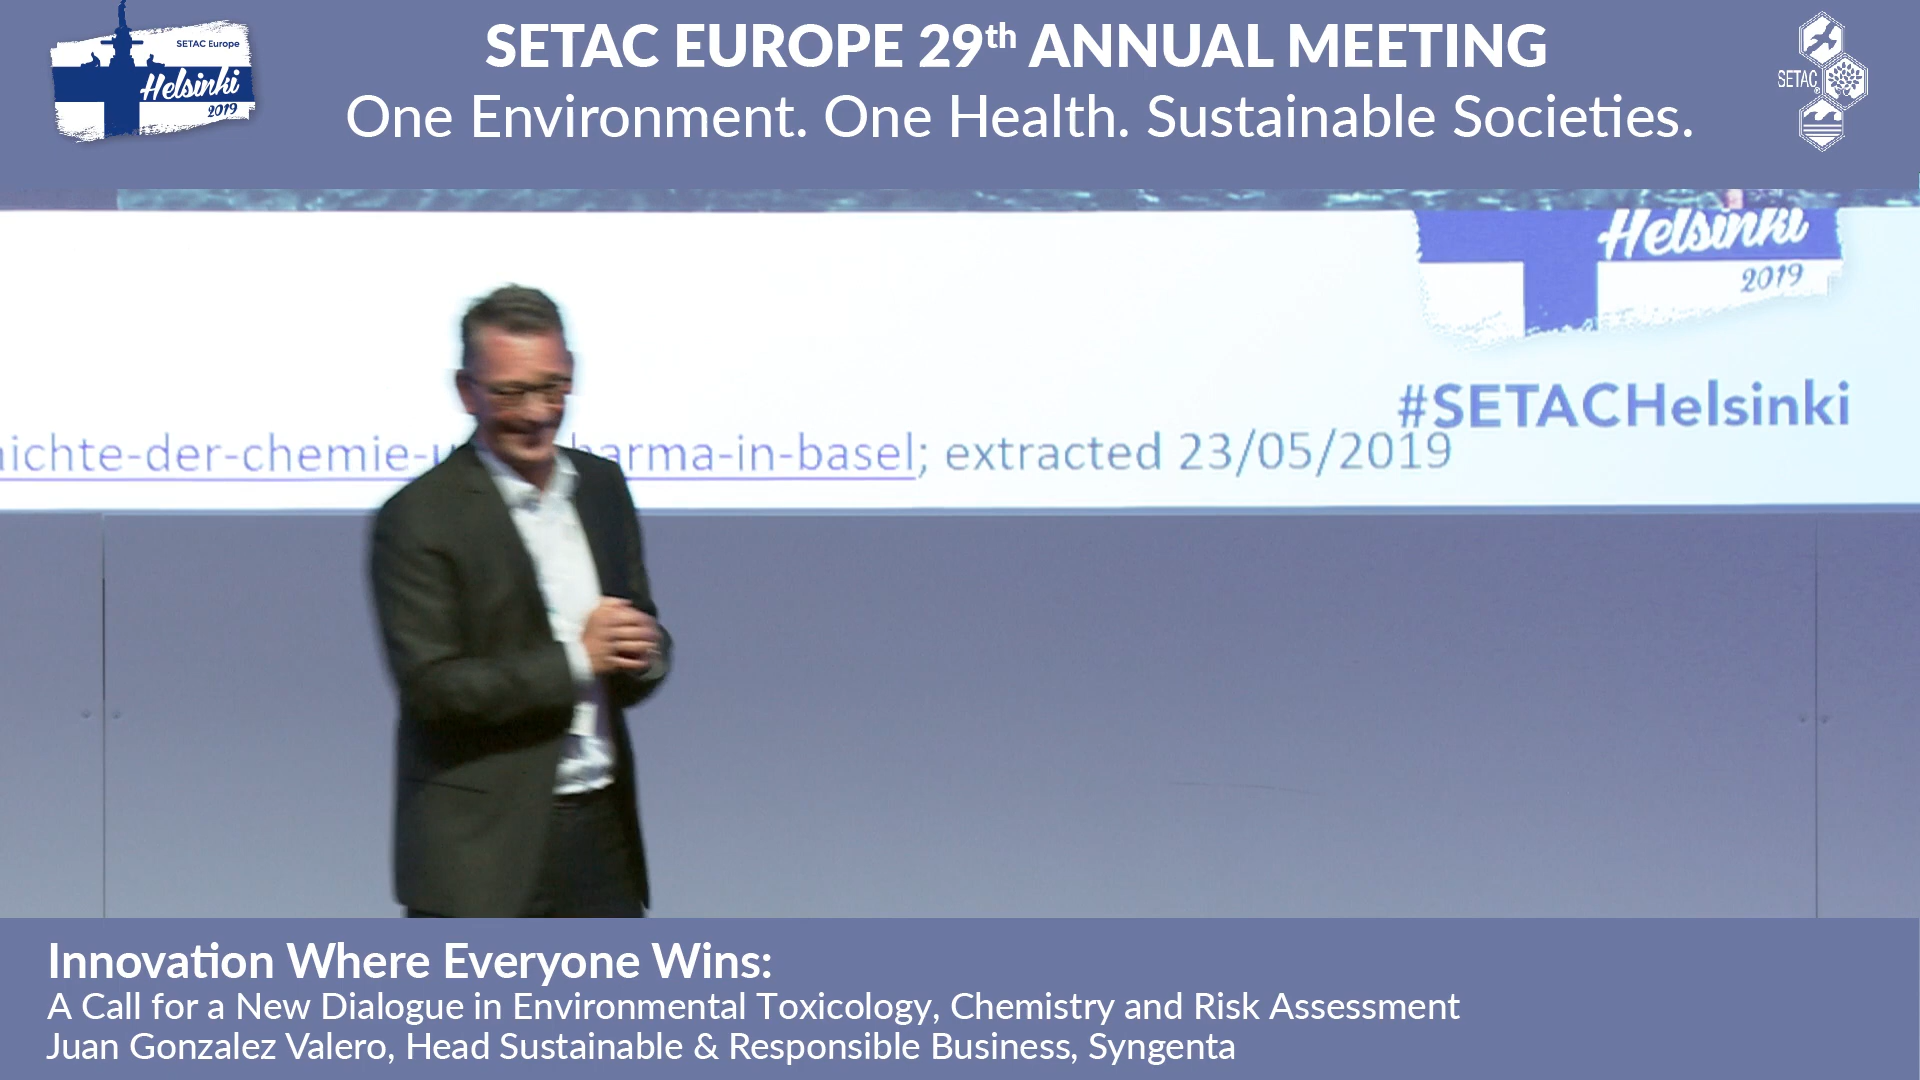 SETAC Europe
Helsinki
2019
SETAC EUROPE 29th ANNUAL MEETING
One Environment. One Health. Sustainable Societies.
SETAC
Helsinki
2019
#SETACHelsinki
ichte-der-chemie-u harma-in-basel; extracted 23/05/2019
Innovation Where Everyone Wins:
A Call for a New Dialogue in Environmental Toxicology, Chemistry and Risk Assessment
Juan Gonzalez Valero, Head Sustainable & Responsible Business, Syngenta